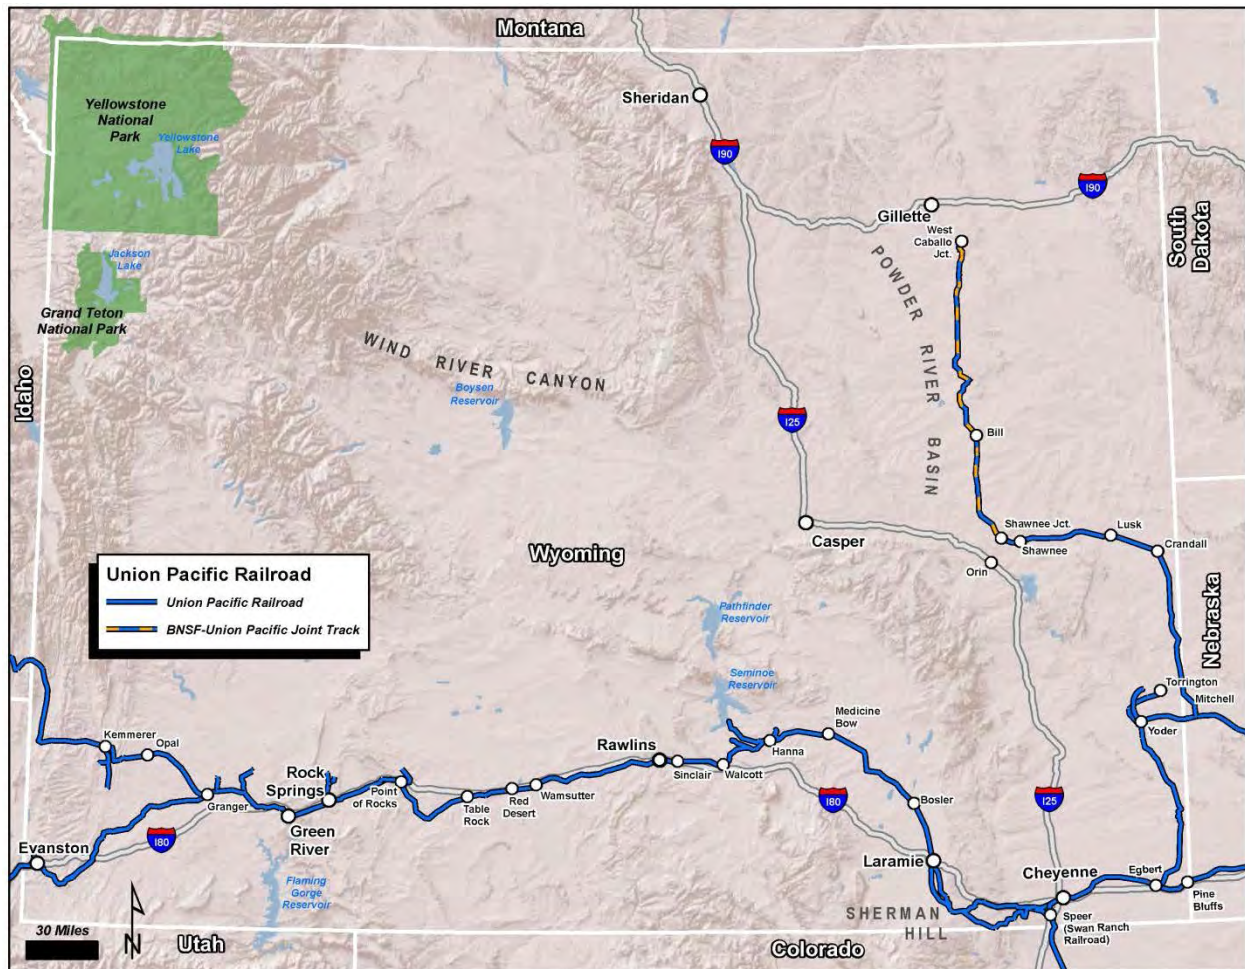 Montana
Sheridan
Yellowstone
National
Park
Yellowstone
Lake
I90
I90
Gillette
West
Caballo
Jct.
South
Dakota
Jackson
Lake
Grand Teton
National Park
POWDER RIVER BASIN
WIND RIVER CANYON
Boysen
Reservoir
Idaho
I25
Bill
Casper
Shawnee Jct.
Shawnee
Lusk
Crandall
Orin
Wyoming
Union Pacific Railroad
Union Pacific Railroad
BNSF-Union Pacific Joint Track
Pathfinder
Reservoir
Nebraska
Seminoe
Reservoir
Torrington
Mitchell
Yoder
Kemmerer
Opal
Medicine
Bow
Rawlins
Hanna
Sinclair
Walcott
Rock
Springs
Point
of Rocks
Granger
Table
Rock
Red
Desert
Wamsutter
Green
River
I80
I80
Bosler
I25
Evanston
Laramie
Cheyenne
Egbert
Pine
Bluffs
Flaming
Gorge
Reservoir
SHERMAN
HILL
Speer
(Swan Ranch
Railroad)
30 Miles
N
Utah
Colorado